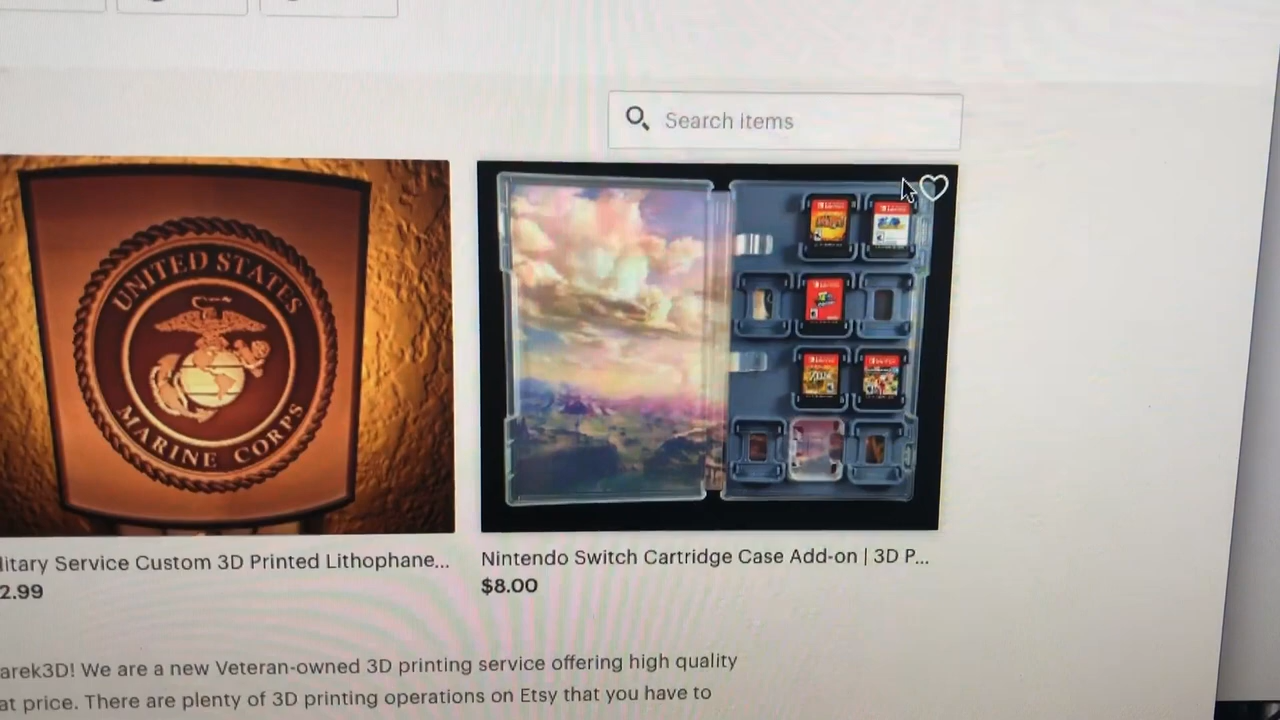 Search items
UNITED STATES
MARINE CORPS
litary Service Custom 3D Printed Lithophane...
Nintendo Switch Cartridge Case Add-on | 3D P...
2.99
$8.00
arek3D! We are a new Veteran-owned 3D printing service offering high quality
at price. There are plenty of 3D printing operations on Etsy that you have to